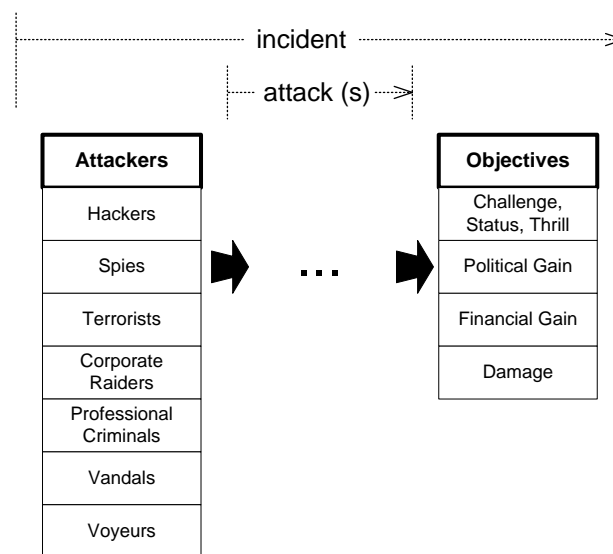 incident
attack (s)
Attackers
Hackers
Spies
Terrorists
Corporate
Raiders
Professional
Criminals
Vandals
Voyeurs
...
Objectives
Challenge,
Status, Thrill
Political Gain
Financial Gain
Damage